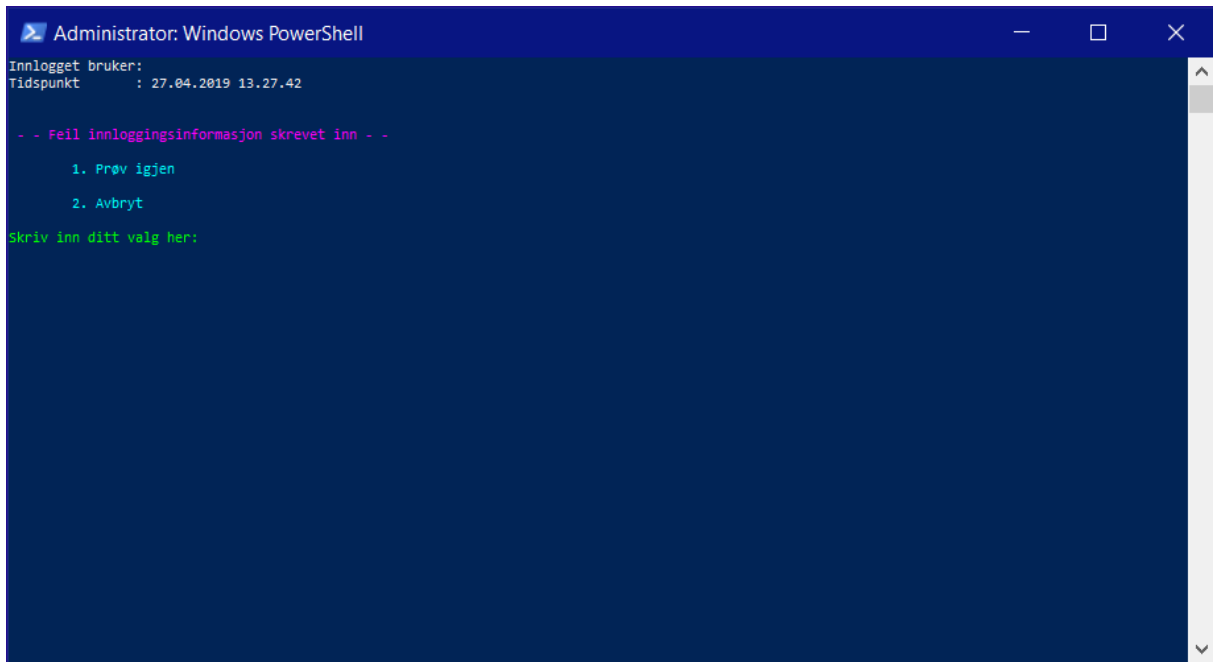 Administrator: Windows PowerShell
Innlogget bruker:
Tidspunkt       : 27.04.2019 13.27.42
- - Feil innloggingsinformasjon skrevet inn - -
1. Prøv igjen
2. Avbryt
Skriv inn ditt valg her: